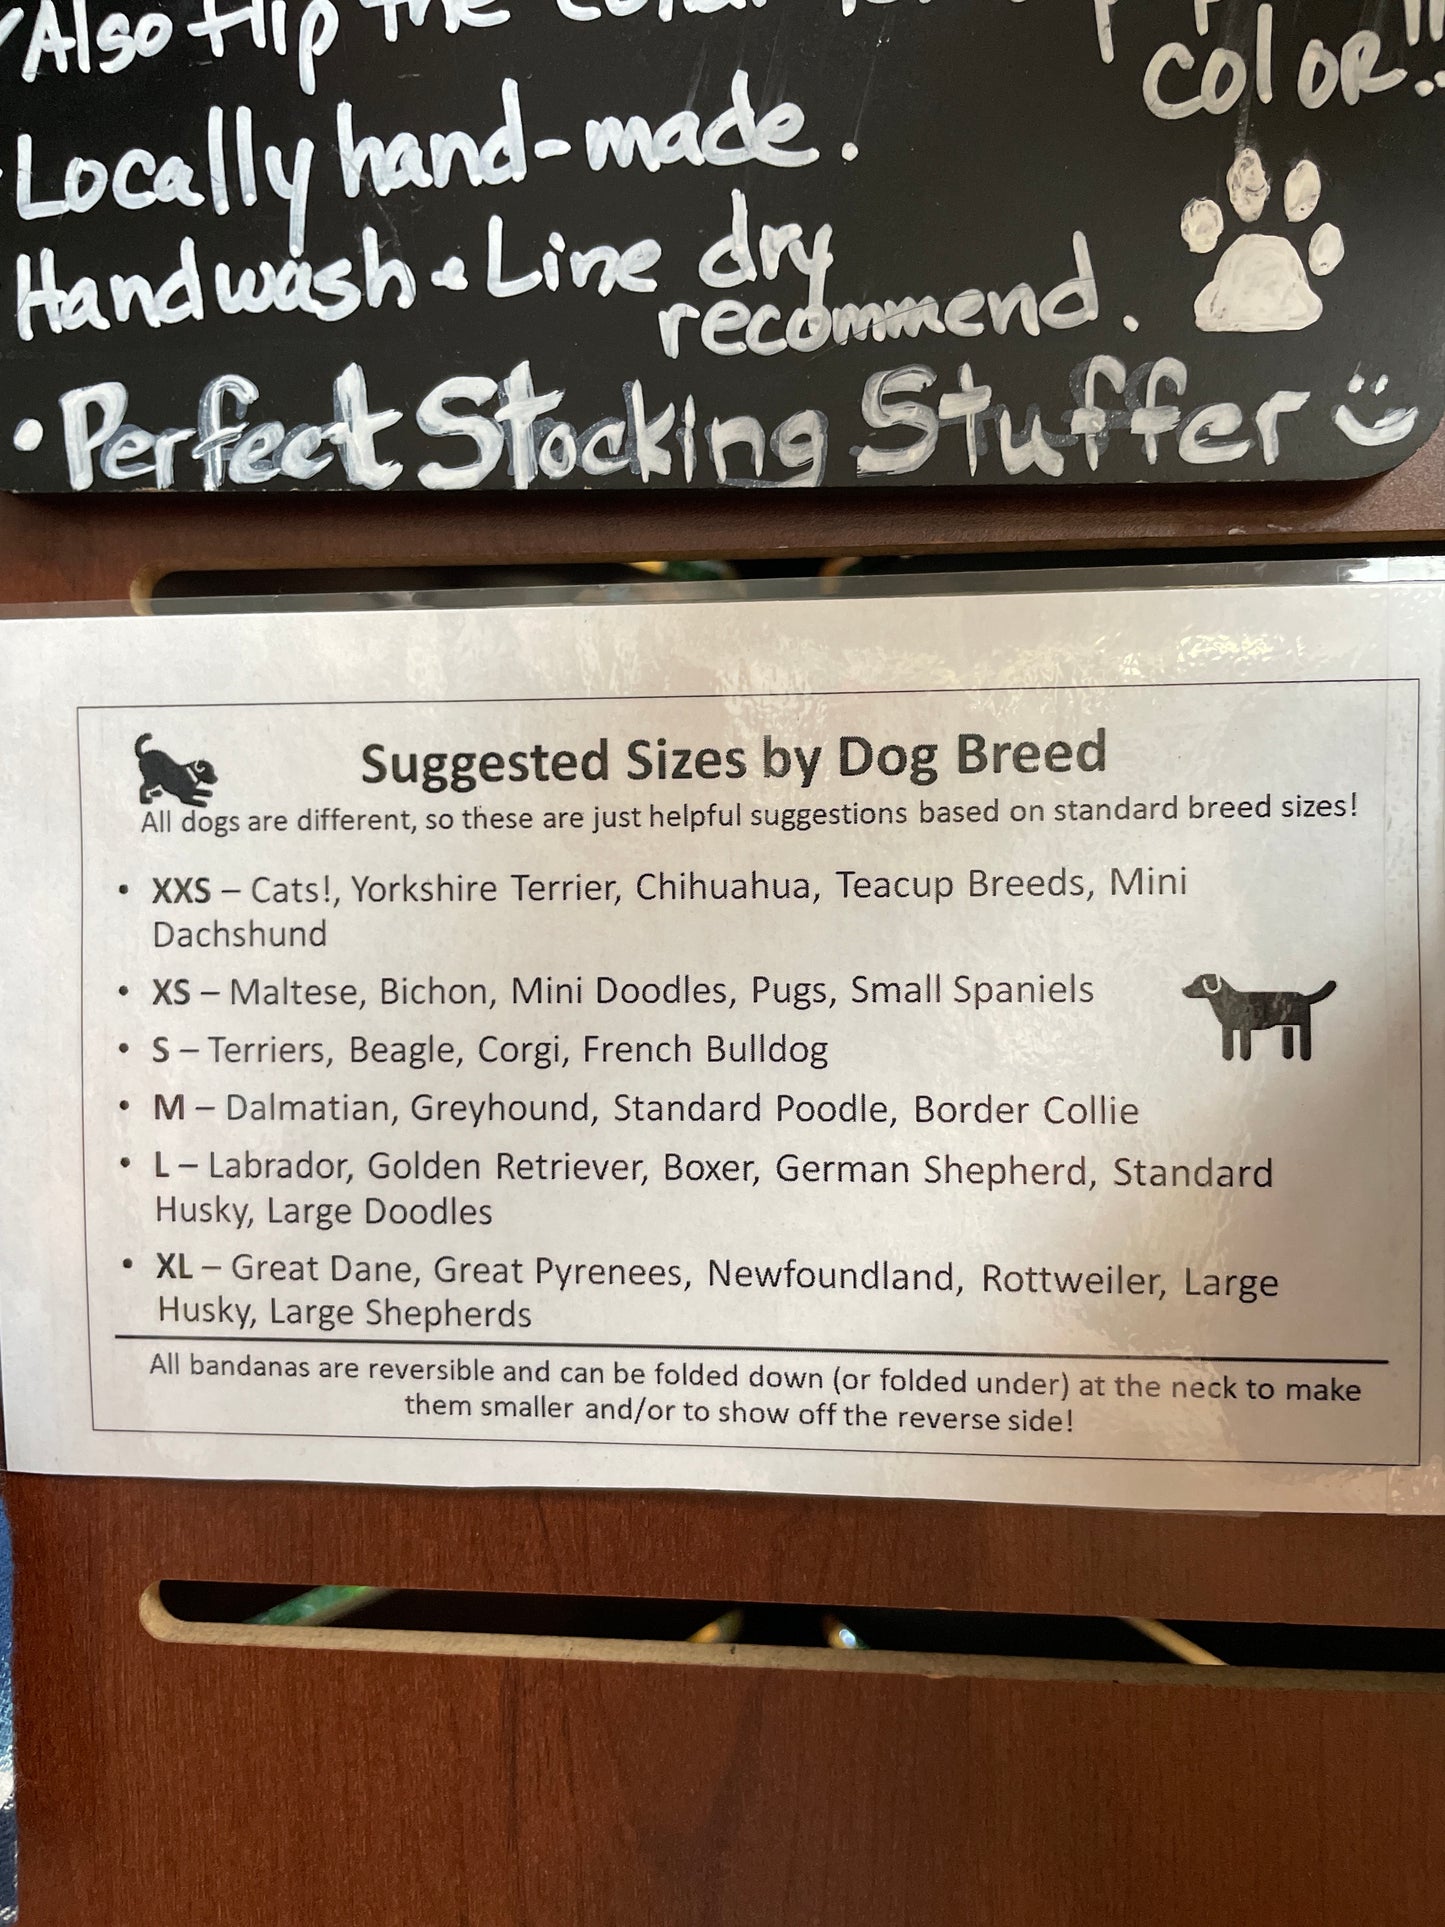 Also flip the
color!!
Locally hand-made.
Handwash & Line dry
recommend.
• Perfect Stocking Stuffer
Suggested Sizes by Dog Breed
All dogs are different, so these are just helpful suggestions based on standard breed sizes!
• XXS – Cats!, Yorkshire Terrier, Chihuahua, Teacup Breeds, Mini
Dachshund
• XS – Maltese, Bichon, Mini Doodles, Pugs, Small Spaniels
• S – Terriers, Beagle, Corgi, French Bulldog
• M – Dalmatian, Greyhound, Standard Poodle, Border Collie
• L – Labrador, Golden Retriever, Boxer, German Shepherd, Standard
Husky, Large Doodles
• XL – Great Dane, Great Pyrenees, Newfoundland, Rottweiler, Large
Husky, Large Shepherds
All bandanas are reversible and can be folded down (or folded under) at the neck to make
them smaller and/or to show off the reverse side!